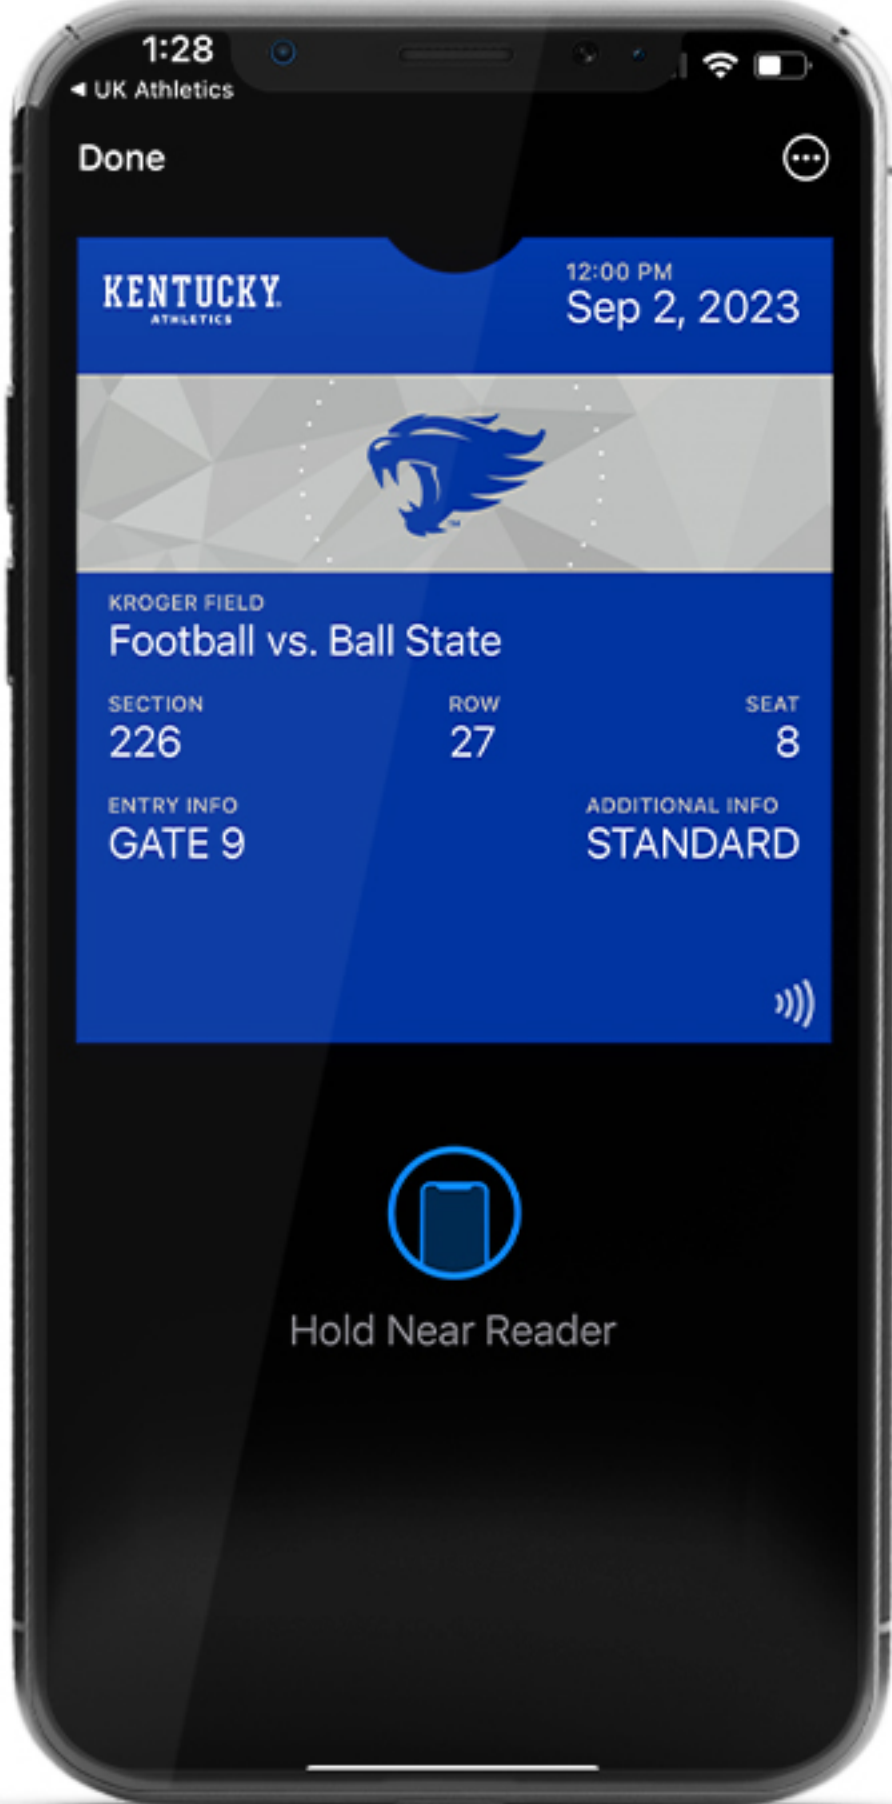 1:28
◀ UK Athletics
Done
KENTUCKY
ATHLETICS
12:00 PM
Sep 2, 2023
TM
KROGER FIELD
Football vs. Ball State
SECTION ROW SEAT
226 27 8
ENTRY INFO ADDITIONAL INFO
GATE 9 STANDARD
Hold Near Reader